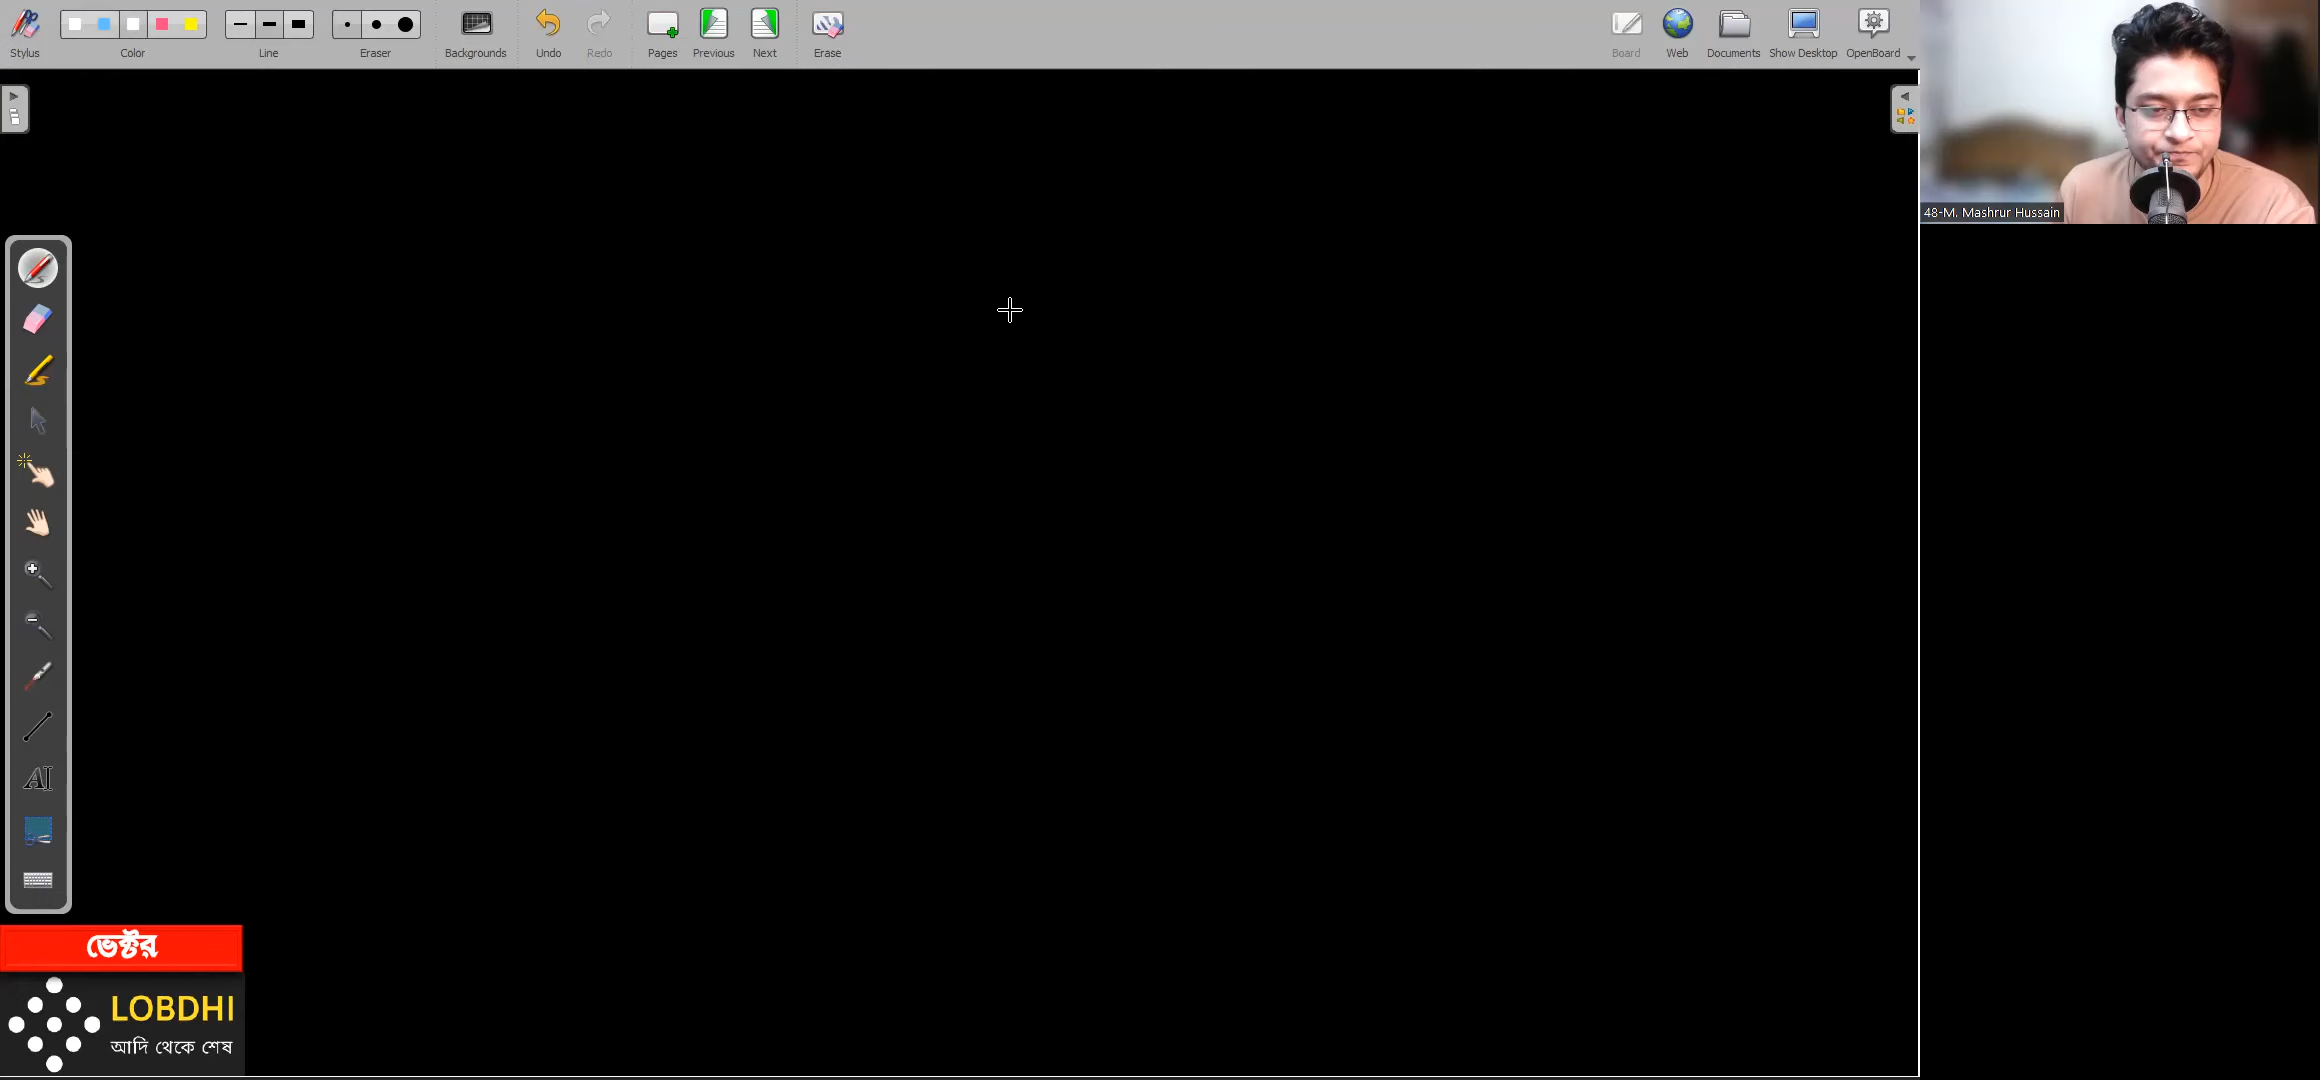 Stylus
Color
Line
Eraser
Backgrounds
Undo
Redo
Pages
Previous
Next
Erase
Board
Web
Documents
Show Desktop
OpenBoard
48-M. Mashrur Hussain
AI
ভেক্টর
LOBDHI
আদি থেকে শেষ